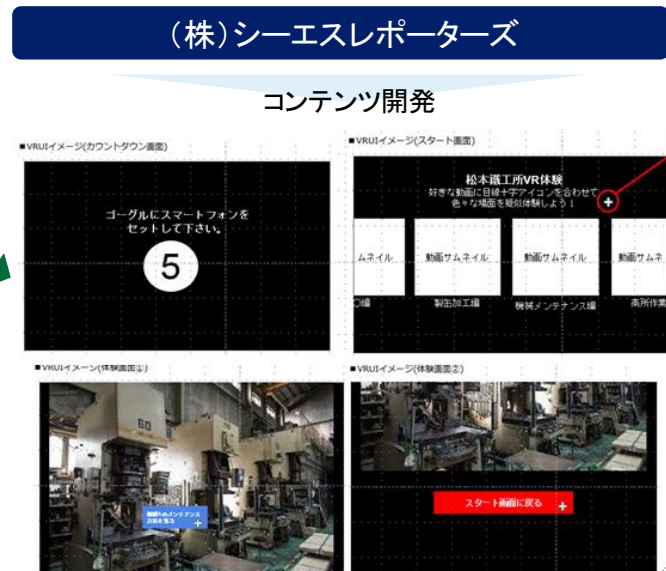 （株）シーエスレポーターズ
コンテンツ開発
■VRUIイメージ(カウントダウン画面)
ゴーグルにスマートフォンを
セットして下さい。
5
■VRUIイメージ(スタート画面)
松本鐵工所VR体験
好きな動画に目線十字アイコンを合わせて
色々な場面を疑似体験しよう！
ムネイル
動画サムネイル
動画サムネイル
動画サムネ
〇編
製缶加工編
機械メンテナンス編
高所作業
■VRUIイメージ(体験画面①)
60
■VRUIイメージ(体験画面②)
スタート画面に戻る